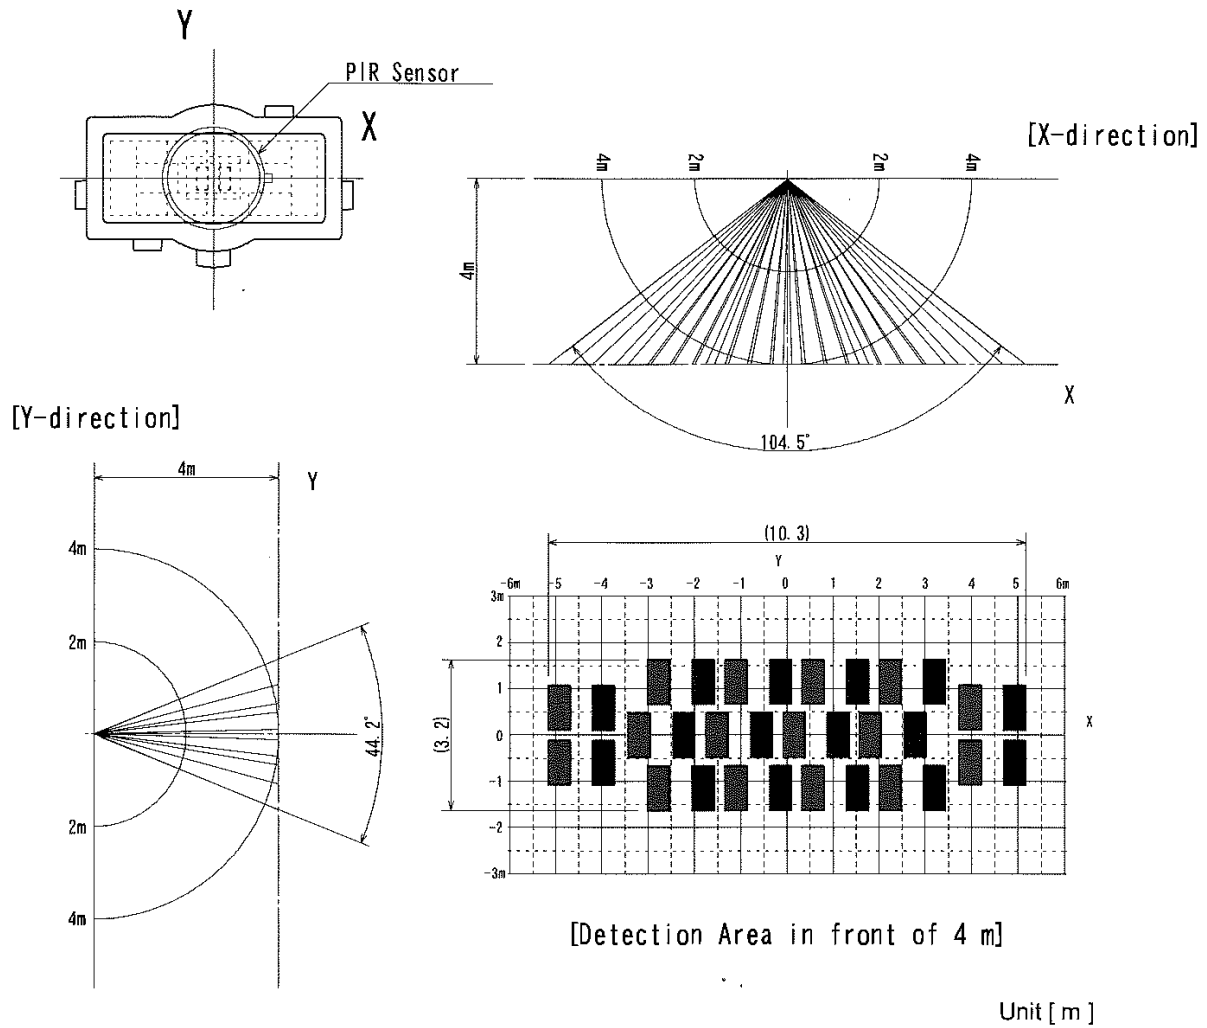 Y
PIR Sensor
X
[X-direction]
4m
2m
2m
4m
4m
X
104.5°
[Y-direction]
4m
Y
4m
2m
2m
4m
44.2°
(10.3)
Y
-6m -5 -4 -3 -2 -1 0 1 2 3 4 5 6m
3m
2
1
0
-1
-2
-3m
(3.2)
X
[Detection Area in front of 4 m]
Unit [ m ]